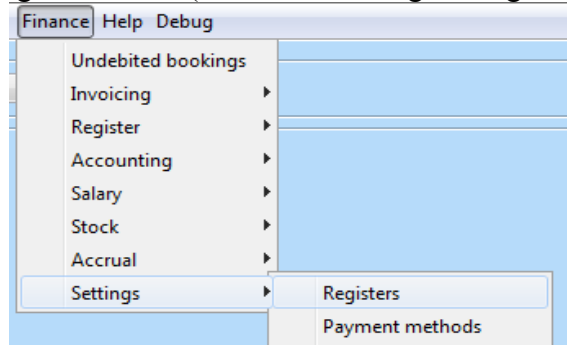 Finance Help Debug
Undebited bookings
Invoicing
Register
Accounting
Salary
Stock
Accrual
Settings
Registers
Payment methods